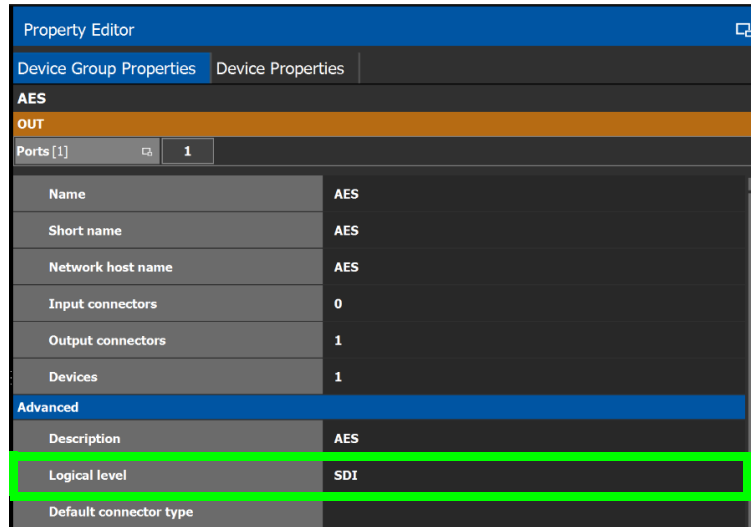 Property Editor
Device Group Properties Device Properties
AES
OUT
Ports [1] 1
Name AES
Short name AES
Network host name AES
Input connectors 0
Output connectors 1
Devices 1
Advanced
Description AES
Logical level SDI
Default connector type